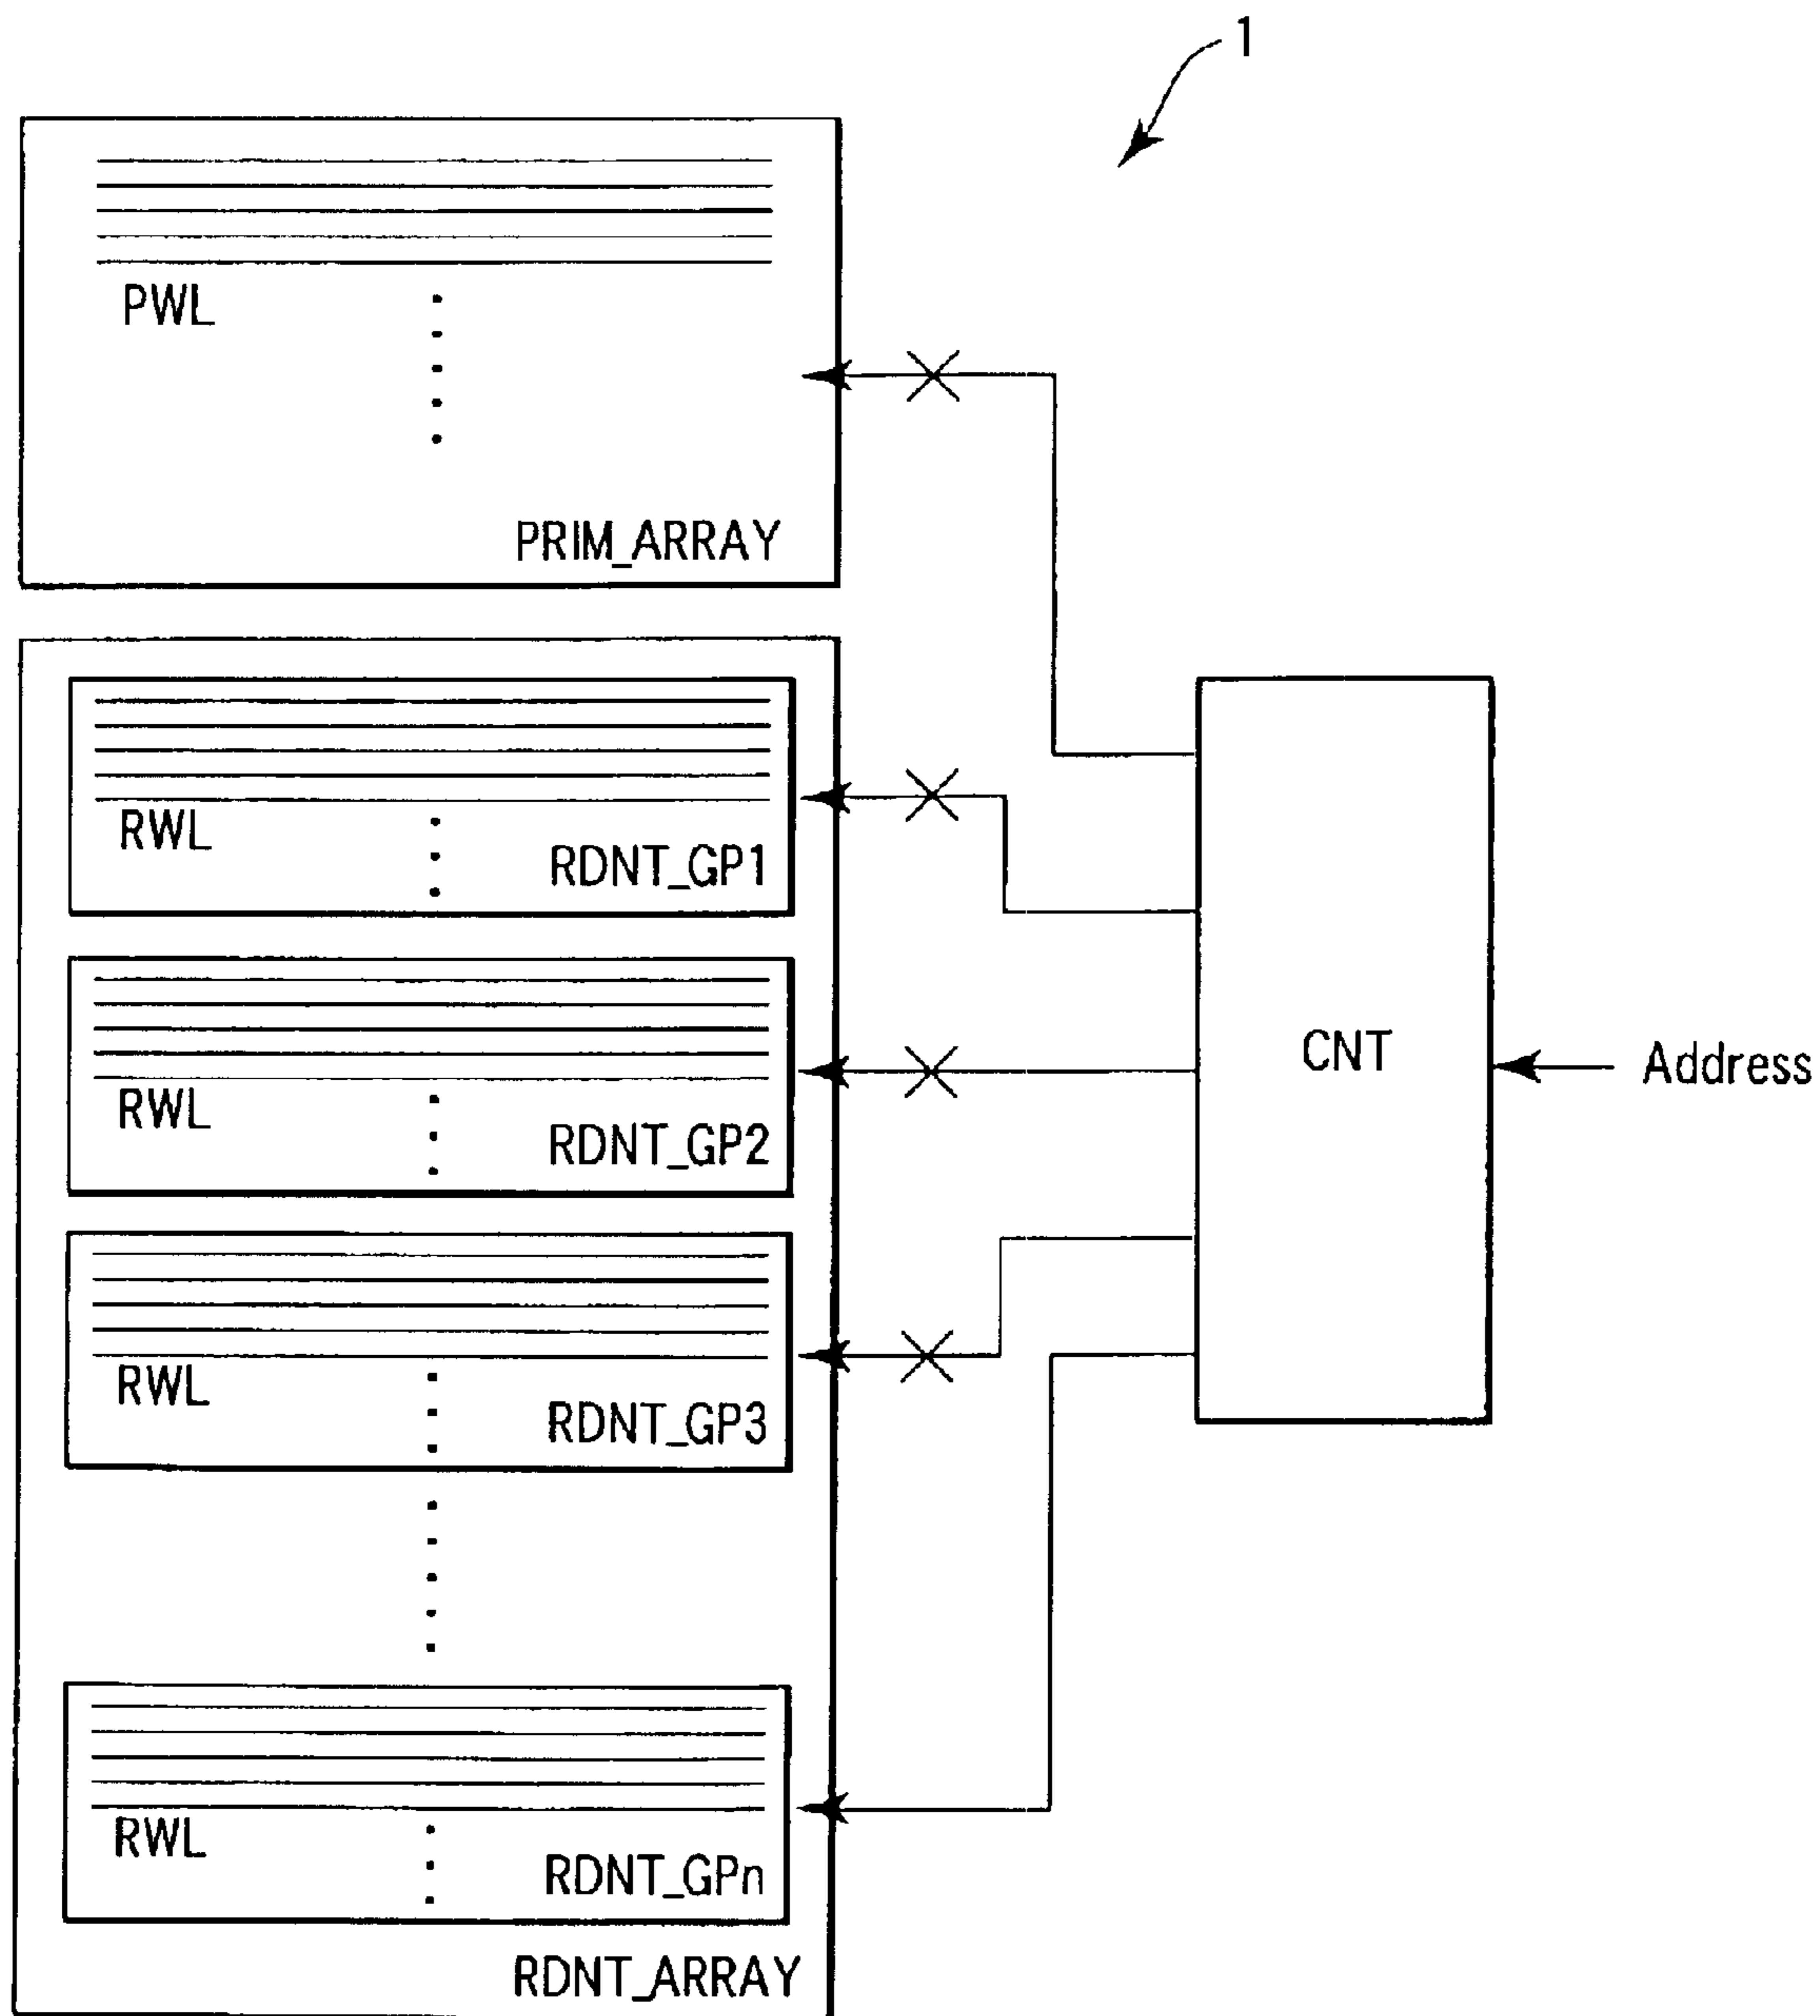 1
PWL
PRIM_ARRAY
RWL
RDNT_GP1
RWL
RDNT_GP2
CNT
Address
RWL
RDNT_GP3
RWL
RDNT_GPn
RDNT_ARRAY